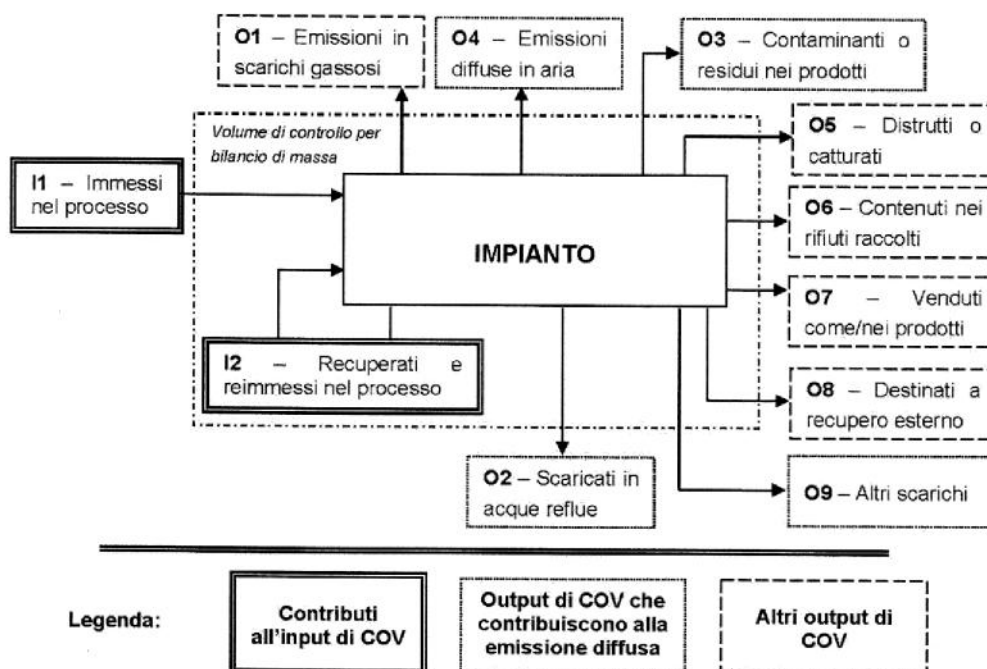 O1 – Emissioni in
scarichi gassosi
O4 – Emissioni
diffuse in aria
O3 – Contaminanti o
residui nei prodotti
Volume di controllo per
bilancio di massa
O5 – Distrutti o
catturati
I1 – Immessi
nel processo
O6 – Contenuti nei
rifiuti raccolti
IMPIANTO
O7 – Venduti
come/nei prodotti
I2 – Recuperati e
reimmessi nel processo
O8 – Destinati a
recupero esterno
O2 – Scaricati in
acque reflue
O9 – Altri scarichi
Legenda:
Contributi
all'input di COV
Output di COV che
contribuiscono alla
emissione diffusa
Altri output di
COV